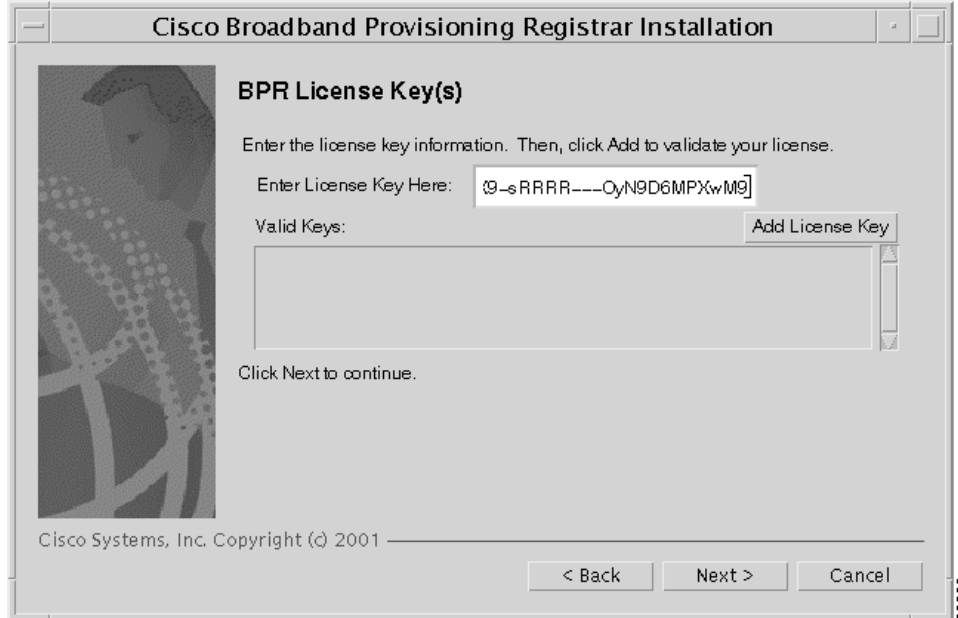 Cisco Broadband Provisioning Registrar Installation
BPR License Key(s)
Enter the license key information. Then, click Add to validate your license.
Enter License Key Here: 9-sRRRR---OyN9D6MPXwM9
Valid Keys: Add License Key
Click Next to continue.
Cisco Systems, Inc. Copyright (c) 2001
< Back Next > Cancel